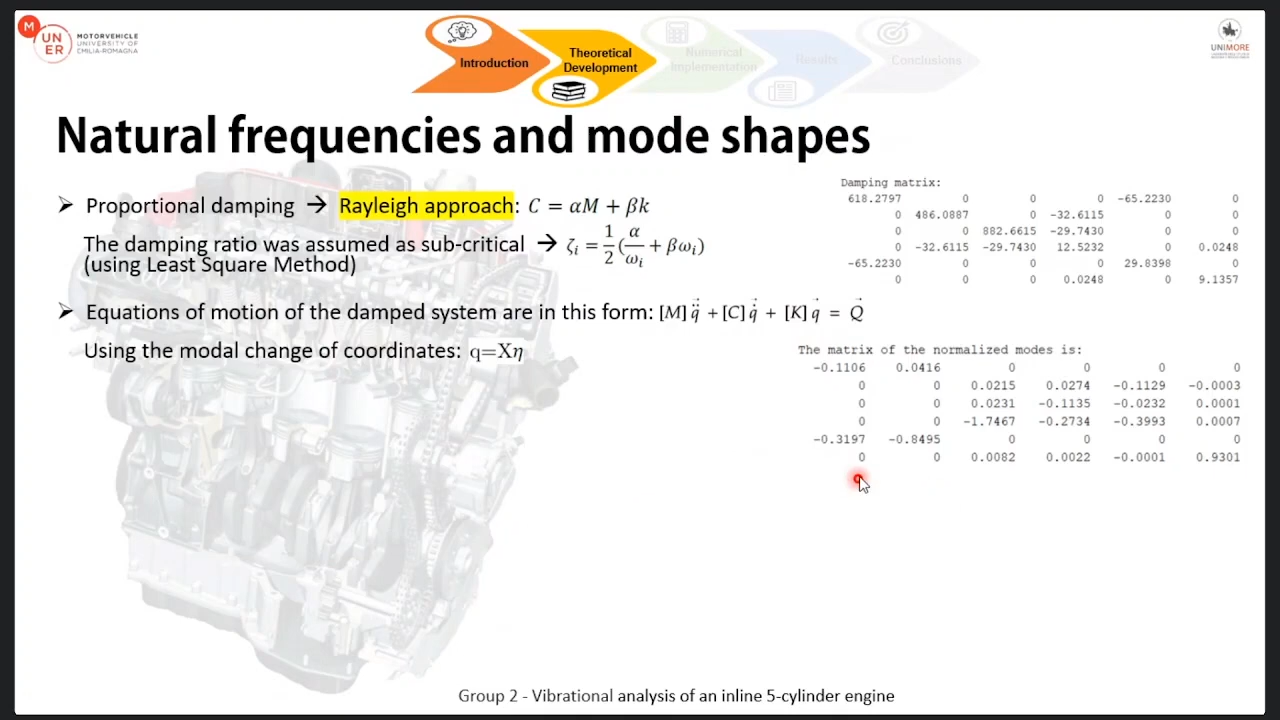 M
UN
ER
MOTORVEHICLE
UNIVERSITY OF
EMILIA-ROMAGNA
Introduction
Theoretical
Development
Numerical
Implementation
Results
Conclusions
UNIMORE
Natural frequencies and mode shapes
➢ Proportional damping → Rayleigh approach: C = αM + βk
The damping ratio was assumed as sub-critical → ζᵢ = 1/2(α/ωᵢ + βωᵢ)
(using Least Square Method)
➢ Equations of motion of the damped system are in this form: [M] q̈⃗ + [C] q̇⃗ + [K] q⃗ = Q⃗
Using the modal change of coordinates: q=Xη
Damping matrix:
618.2797 0 0 0 -65.2230 0
0 486.0887 0 -32.6115 0 0
0 0 882.6615 -29.7430 0 0
0 -32.6115 -29.7430 12.5232 0 0.0248
-65.2230 0 0 0 29.8398 0
0 0 0 0.0248 0 9.1357
The matrix of the normalized modes is:
-0.1106 0.0416 0 0 0 0
0 0 0.0215 0.0274 -0.1129 -0.0003
0 0 0.0231 -0.1135 -0.0232 0.0001
0 0 -1.7467 -0.2734 -0.3993 0.0007
-0.3197 -0.8495 0 0 0 0
0 0 0.0082 0.0022 -0.0001 0.9301
Group 2 - Vibrational analysis of an inline 5-cylinder engine